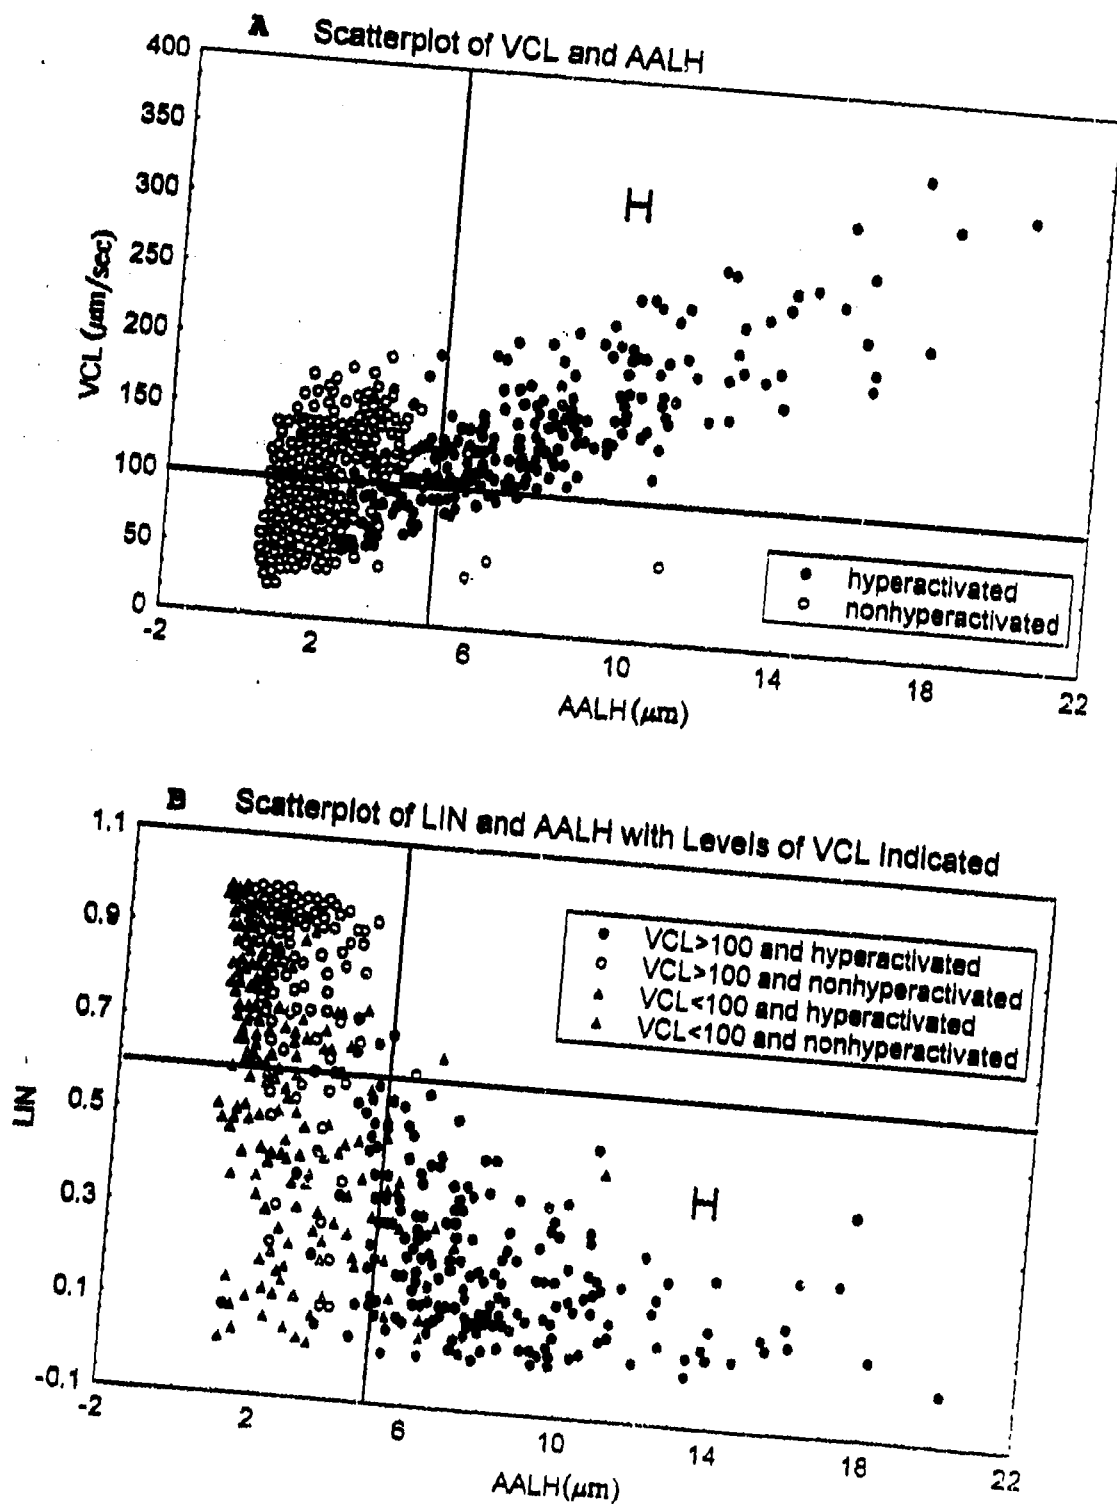 A Scatterplot of VCL and AALH
400
350
300
250
200
150
100
50
0
VCL (μm/sec)
H
hyperactivated
nonhyperactivated
-2 2 6 10 14 18 22
AALH(μm)
B Scatterplot of LIN and AALH with Levels of VCL Indicated
1.1
0.9
0.7
0.5
0.3
0.1
-0.1
LIN
VCL>100 and hyperactivated
VCL>100 and nonhyperactivated
VCL<100 and hyperactivated
VCL<100 and nonhyperactivated
H
-2 2 6 10 14 18 22
AALH(μm)